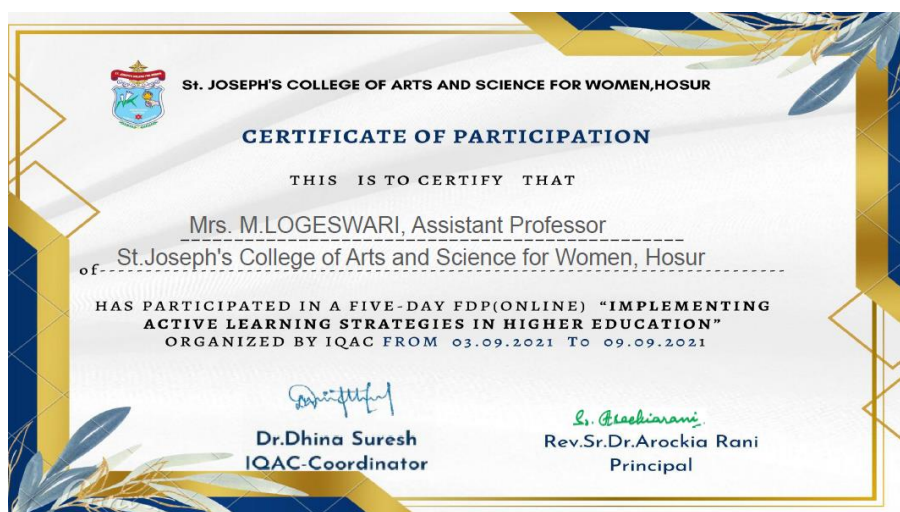 St. JOSEPH'S COLLEGE OF ARTS AND SCIENCE FOR WOMEN,HOSUR
CERTIFICATE OF PARTICIPATION
THIS IS TO CERTIFY THAT
Mrs. M.LOGESWARI, Assistant Professor
of St.Joseph's College of Arts and Science for Women, Hosur
HAS PARTICIPATED IN A FIVE-DAY FDP(ONLINE) “IMPLEMENTING
ACTIVE LEARNING STRATEGIES IN HIGHER EDUCATION”
ORGANIZED BY IQAC FROM 03.09.2021 To 09.09.2021
Dr.Dhina Suresh
IQAC-Coordinator
Rev.Sr.Dr.Arockia Rani
Principal